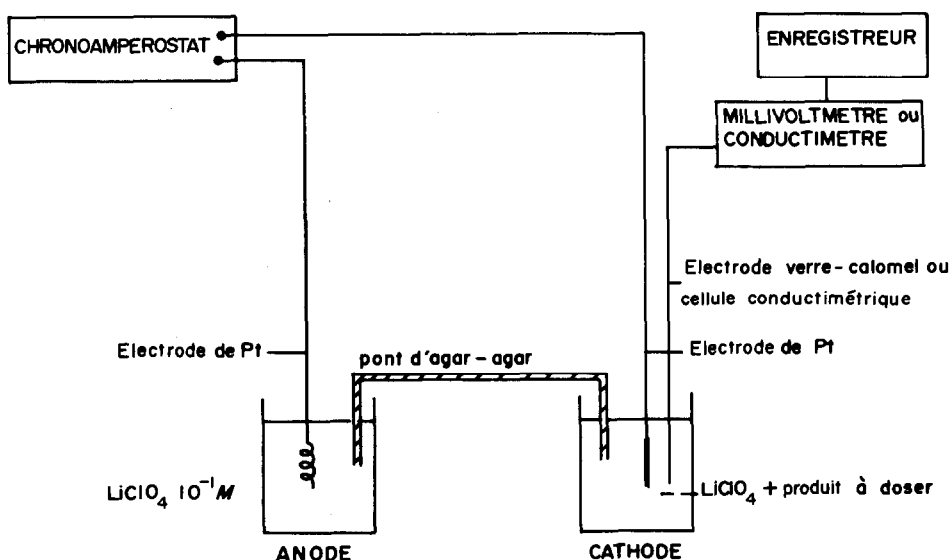 CHRONOAMPEROSTAT
ENREGISTREUR
MILLIVOLTMETRE ou
CONDUCTIMETRE
Electrode verre-calomel ou
cellule conductimétrique
Electrode de Pt
pont d'agar-agar
Electrode de Pt
LiClO4 10⁻¹M
LiClO4 + produit à doser
ANODE
CATHODE